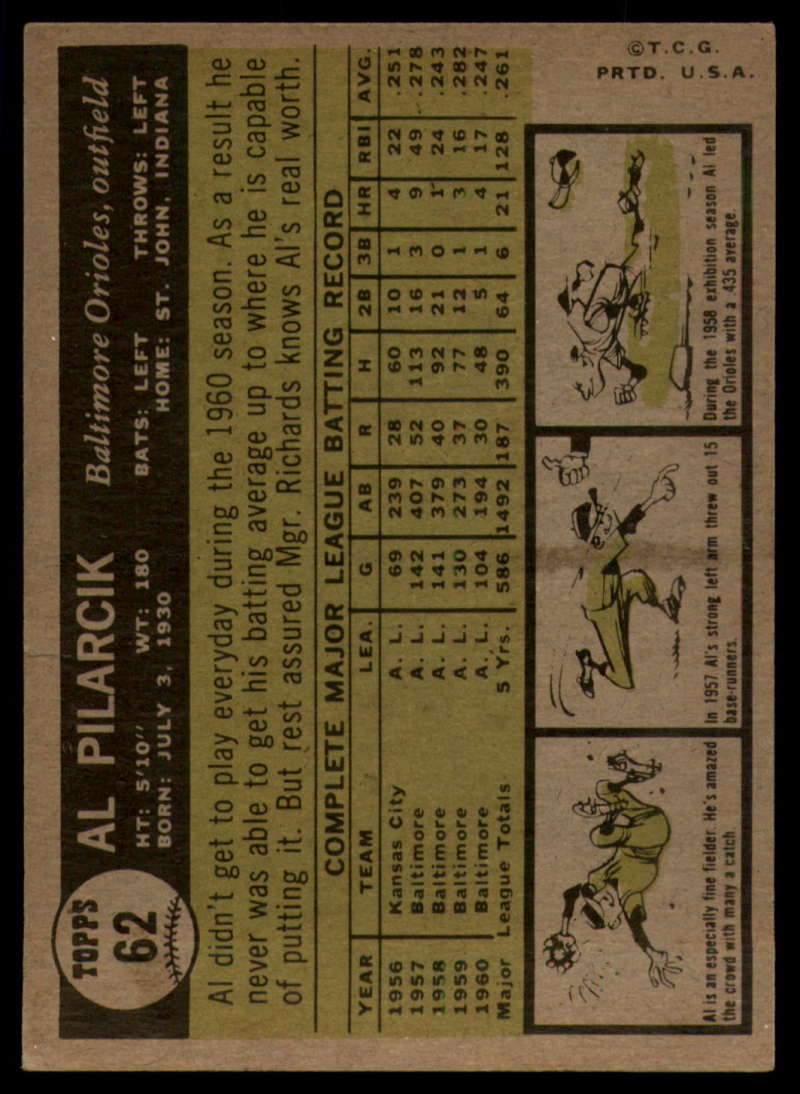 TOPPS
62
AL PILARCIK Baltimore Orioles, outfield
HT: 5'10" WT: 180 BATS: LEFT THROWS: LEFT
BORN: JULY 3, 1930 HOME: ST. JOHN, INDIANA
Al didn't get to play everyday during the 1960 season. As a result he
never was able to get his batting average up to where he is capable
of putting it. But rest assured Mgr. Richards knows Al's real worth.
COMPLETE MAJOR LEAGUE BATTING RECORD
YEAR TEAM LEA. G AB R H 2B 3B HR RBI AVG.
1956 Kansas City A. L. 69 239 28 60 10 1 4 22 .251
1957 Baltimore A. L. 142 407 52 113 16 3 9 49 .278
1958 Baltimore A. L. 141 379 40 92 21 0 1 24 .243
1959 Baltimore A. L. 130 273 37 77 12 1 3 16 .282
1960 Baltimore A. L. 104 194 30 48 5 1 4 17 .247
Major League Totals 5 Yrs. 586 1492 187 390 64 6 21 128 .261
Al is an especially fine fielder. He's amazed
the crowd with many a catch.
In 1957 Al's strong left arm threw out 15
base-runners.
During the 1958 exhibition season Al led
the Orioles with a .435 average.
©T.C.G.
PRTD. U.S.A.